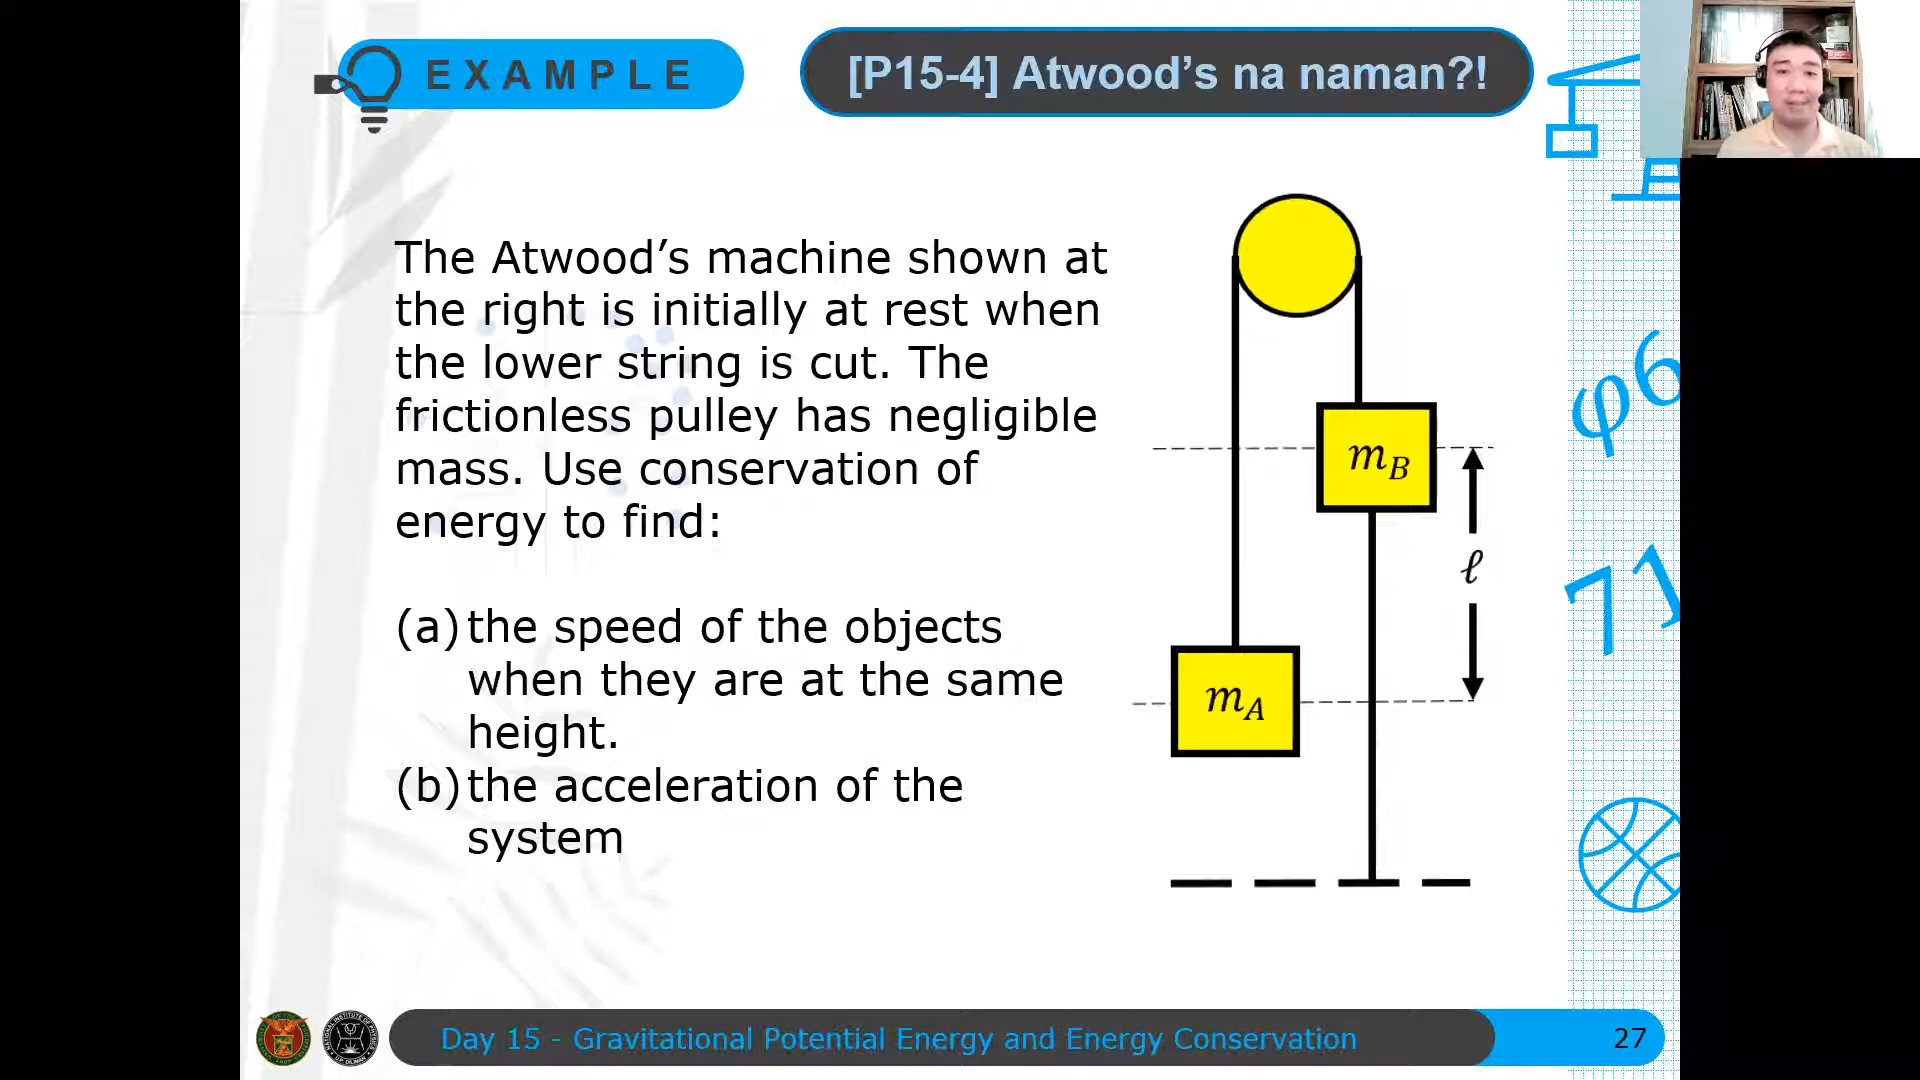 EXAMPLE
[P15-4] Atwood’s na naman?!
The Atwood’s machine shown at
the right is initially at rest when
the lower string is cut. The
frictionless pulley has negligible
mass. Use conservation of
energy to find:
(a) the speed of the objects
when they are at the same
height.
(b) the acceleration of the
system
m_B
ℓ
m_A
φ6
71
Day 15 - Gravitational Potential Energy and Energy Conservation
27